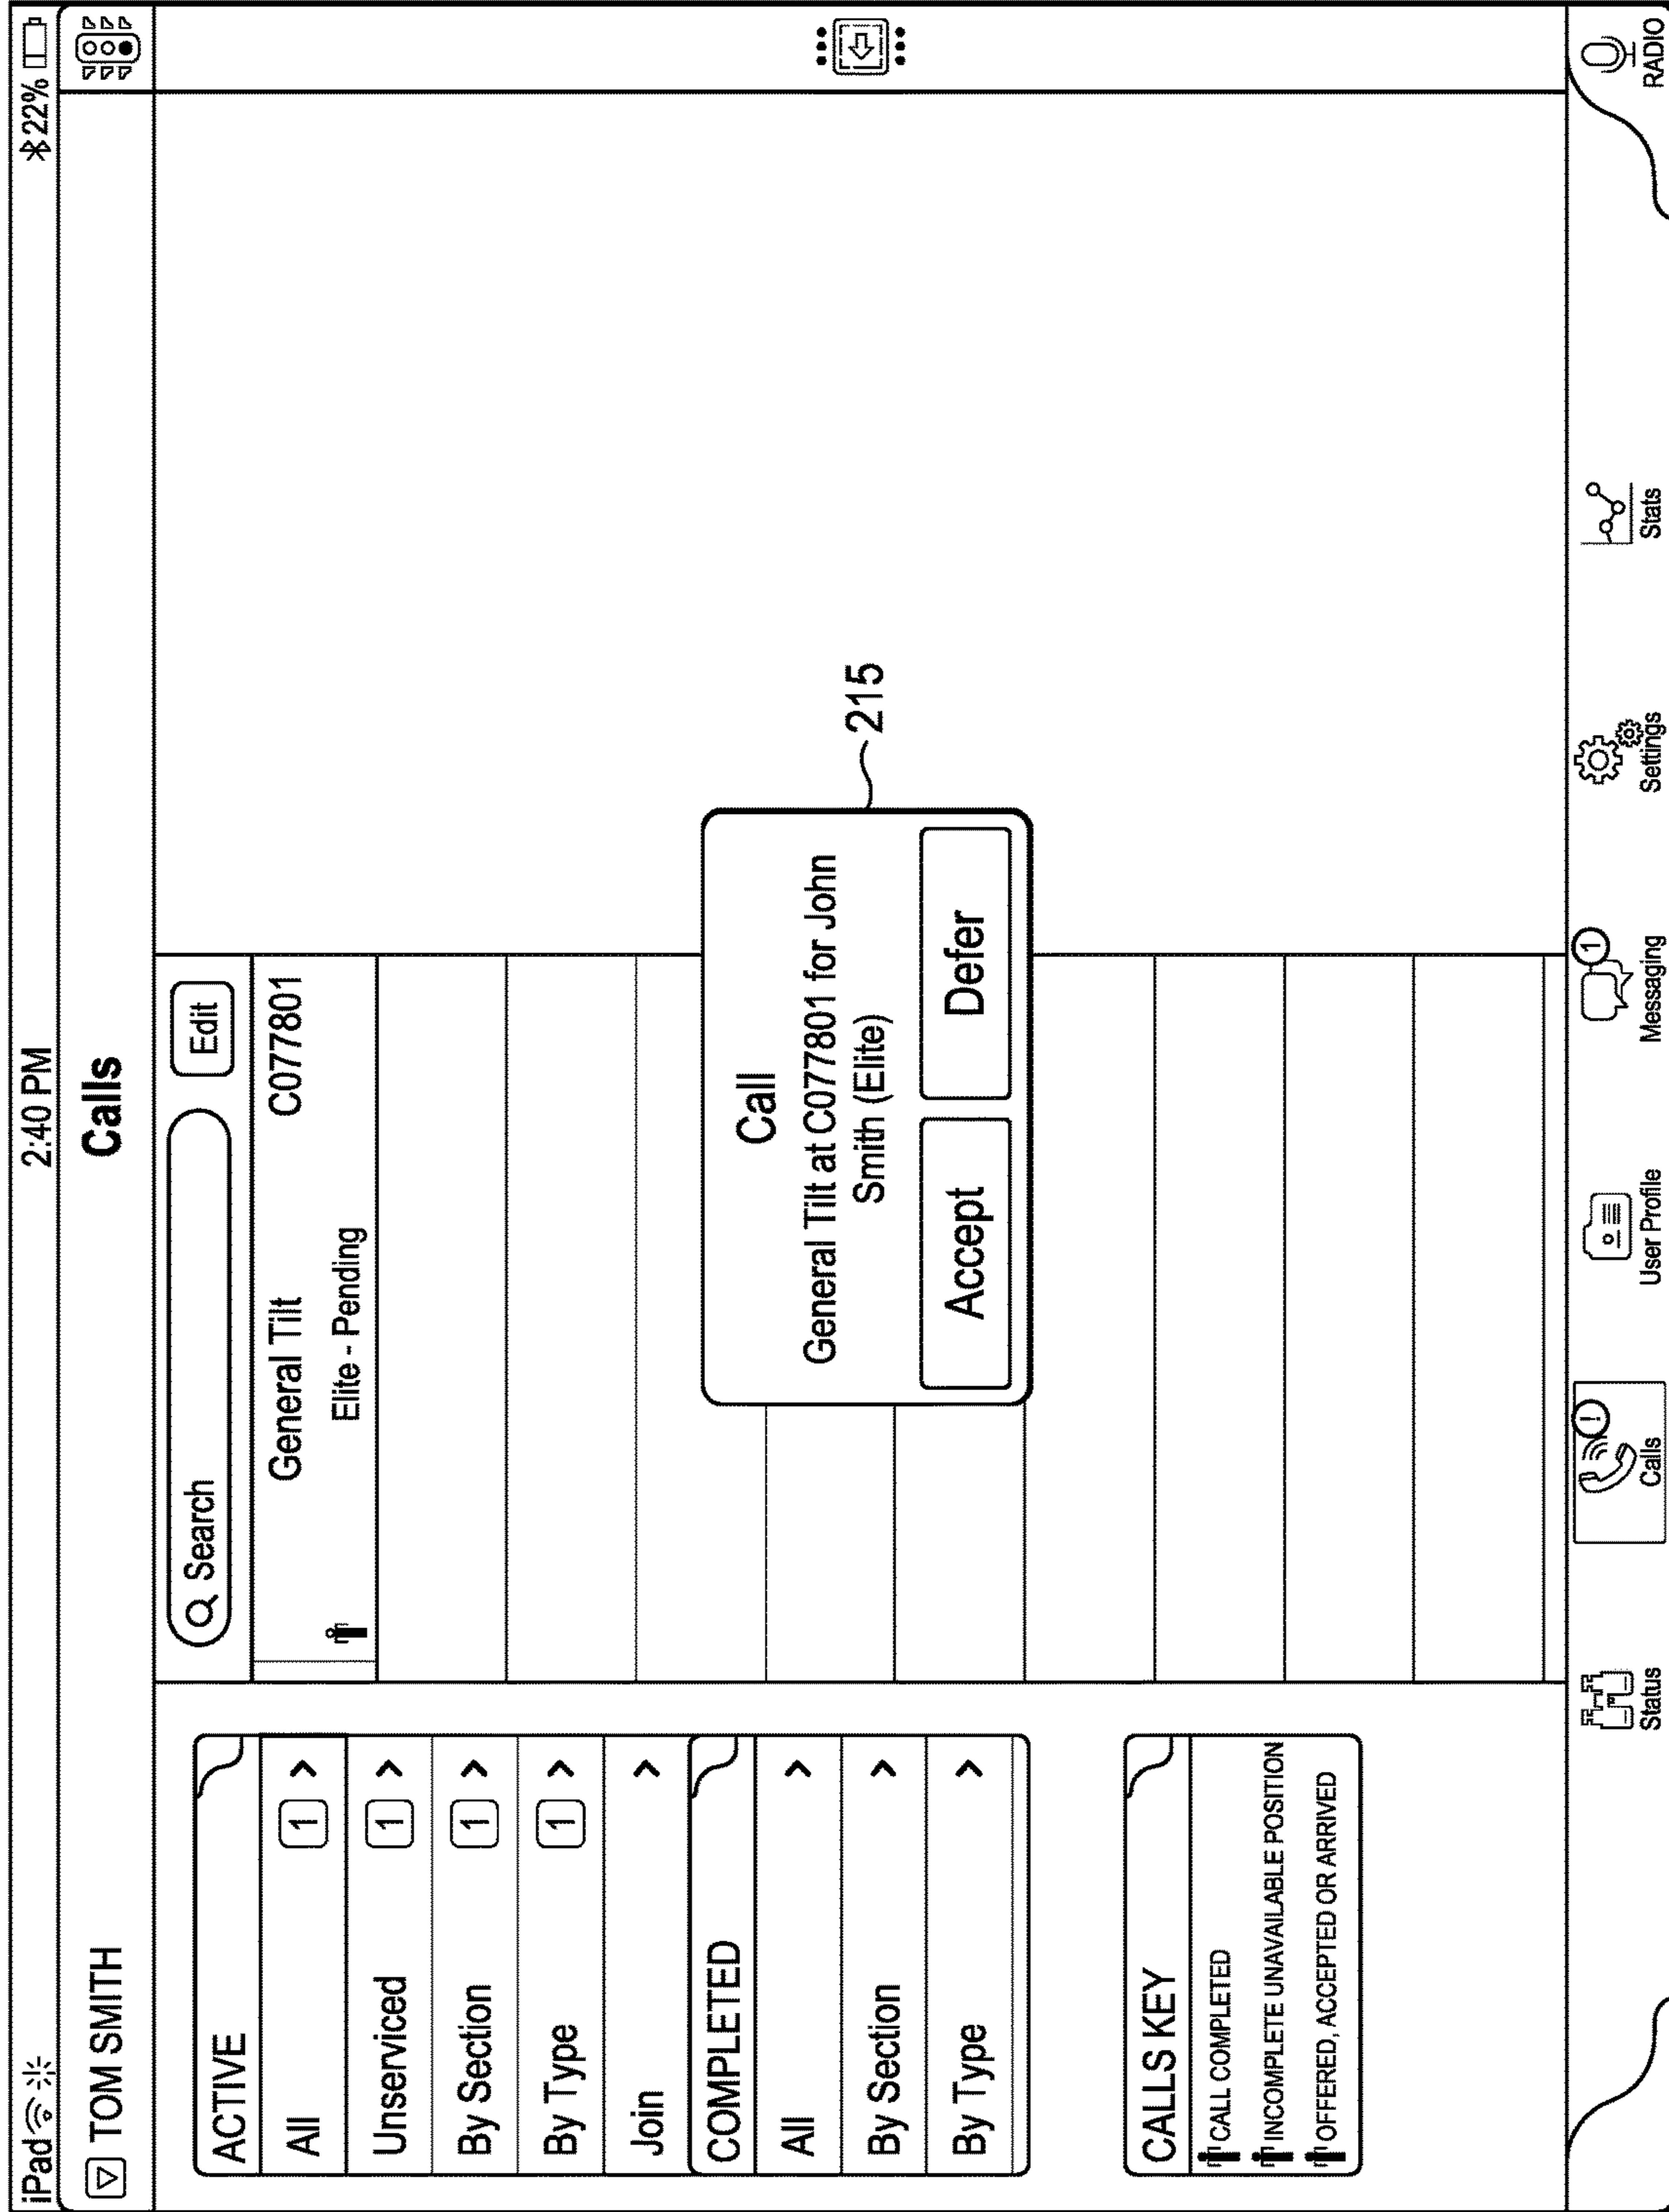 iPad
2:40 PM
22%
TOM SMITH
Calls
ACTIVE
All 1 >
Unserviced 1 >
By Section 1 >
By Type 1 >
Join >
COMPLETED
All >
By Section >
By Type >
CALLS KEY
CALL COMPLETED
INCOMPLETE UNAVAILABLE POSITION
OFFERED, ACCEPTED OR ARRIVED
Search
Edit
General Tilt C077801
Elite - Pending
Call
General Tilt at C077801 for John
Smith (Elite)
Accept
Defer
215
Status
!
Calls
User Profile
1
Messaging
Settings
Stats
RADIO